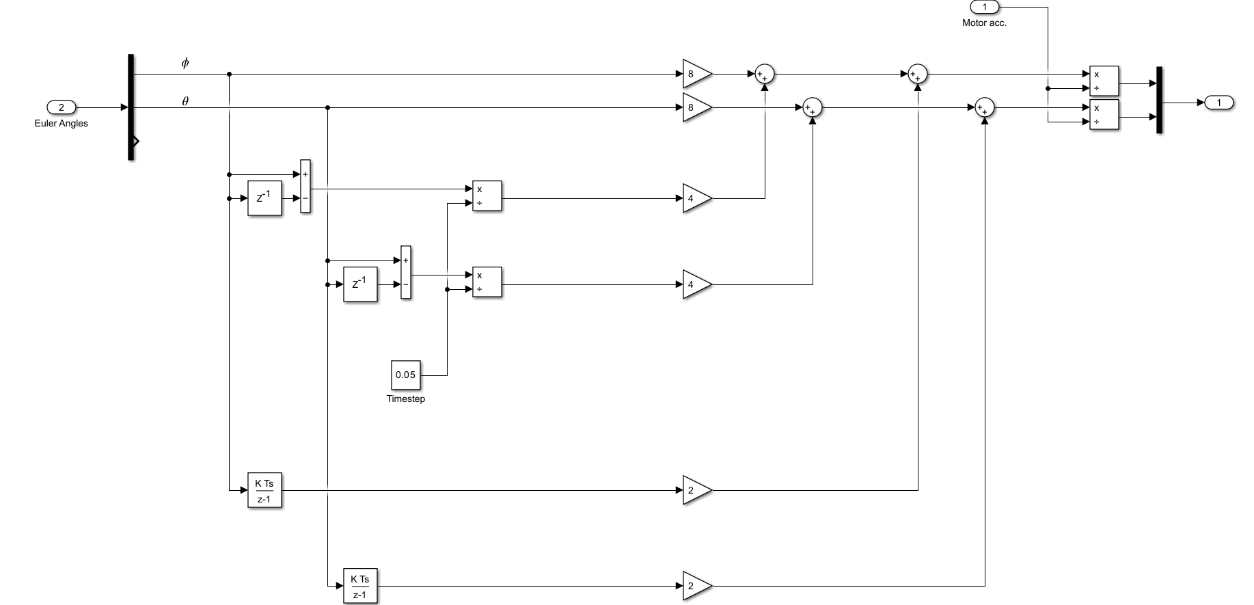 1
Motor acc.
ϕ
8
+
+
+
+
x
÷
2
Euler Angles
θ
8
+
+
+
+
x
÷
1
+
−
z-1
x
÷
4
+
−
z-1
x
÷
4
0.05
Timestep
K Ts
z-1
2
K Ts
z-1
2